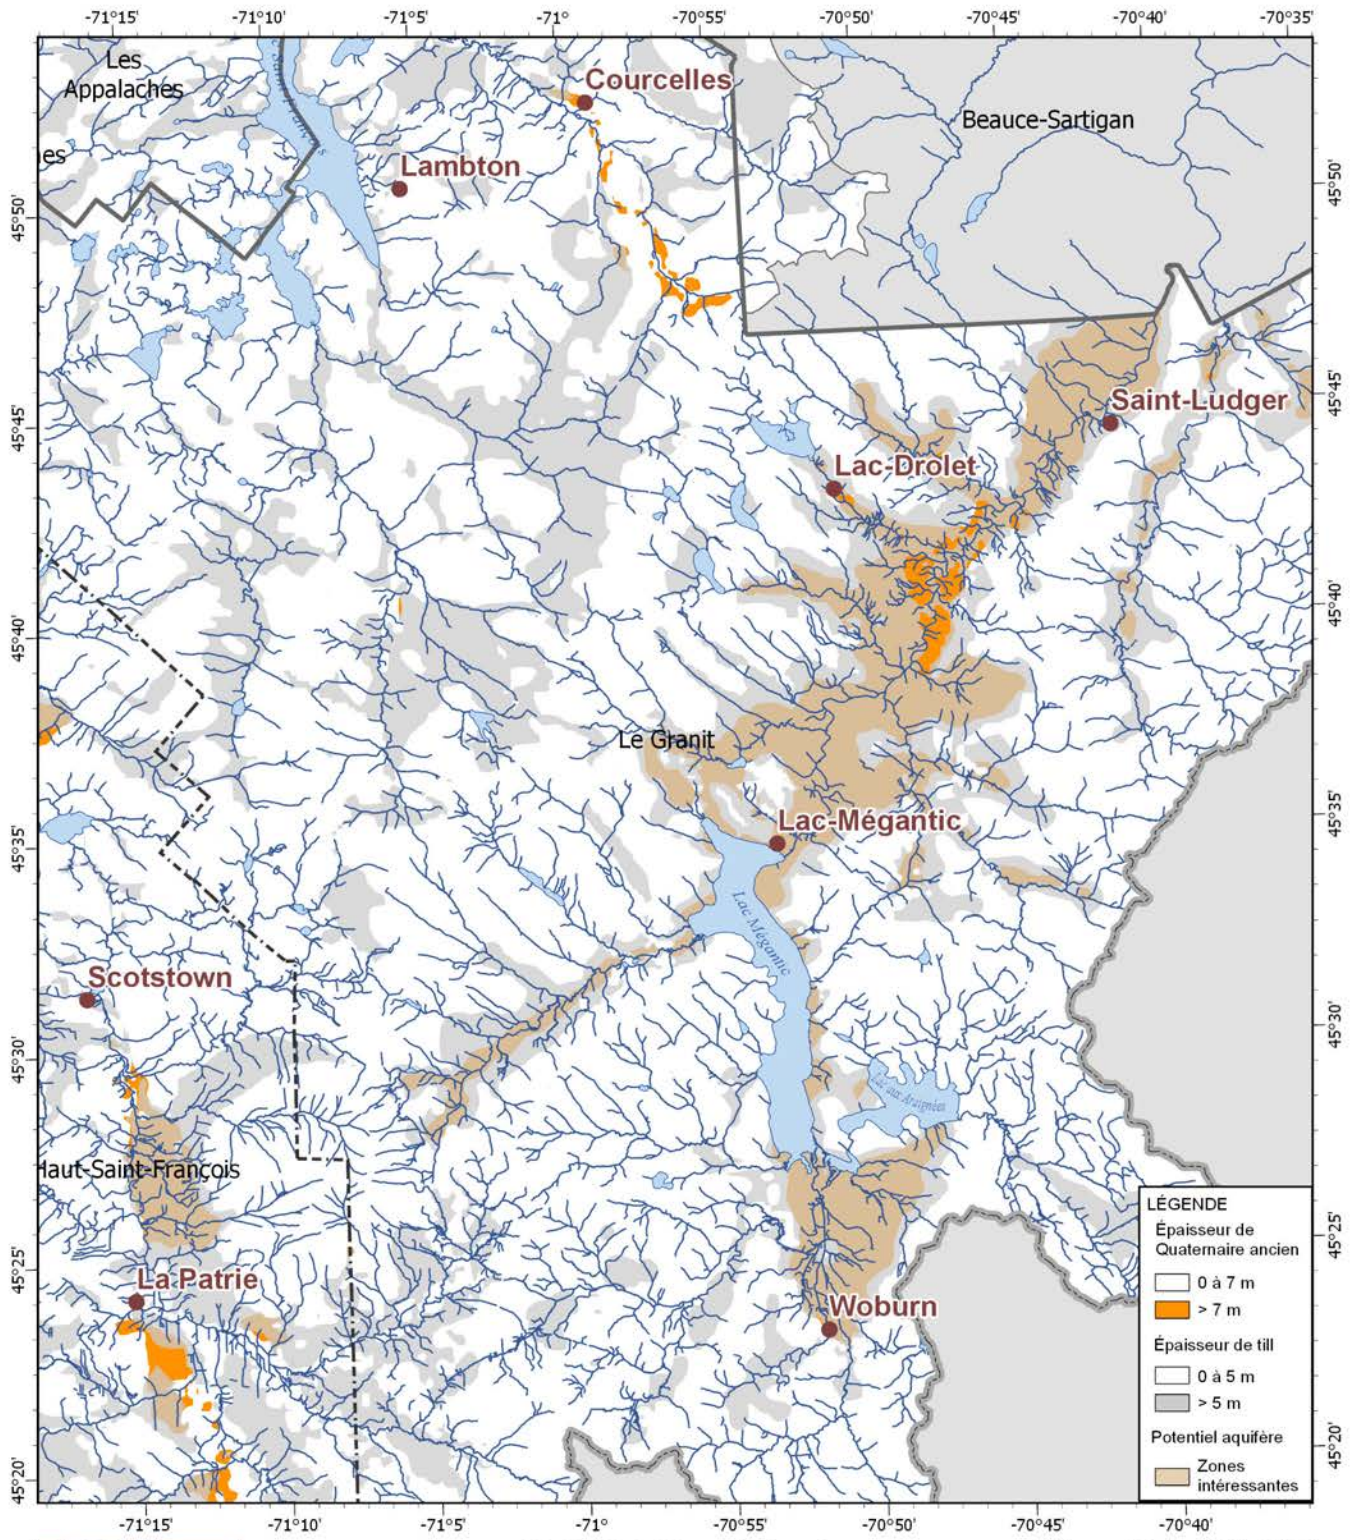 -71°15' -71°10' -71°5' -71° -70°55' -70°50' -70°45' -70°40' -70°35'
Les
Appalaches
Courcelles
Beauce-Sartigan
es
Lambton
45°50'
45°50'
45°45'
Saint-Ludger
45°45'
Lac-Drolet
45°40'
45°40'
Le Granit
45°35'
Lac-Mégantic
45°35'
Lac Mégantic
Scotstown
45°30'
45°30'
Lac aux Araignées
Haut-Saint-François
45°25'
45°25'
La Patrie
Woburn
45°20'
45°20'
LÉGENDE
Épaisseur de
Quaternaire ancien
0 à 7 m
> 7 m
Épaisseur de till
0 à 5 m
> 5 m
Potentiel aquifère
Zones
intéressantes
-71°15' -71°10' -71°5' -71° -70°55' -70°50' -70°45' -70°40'